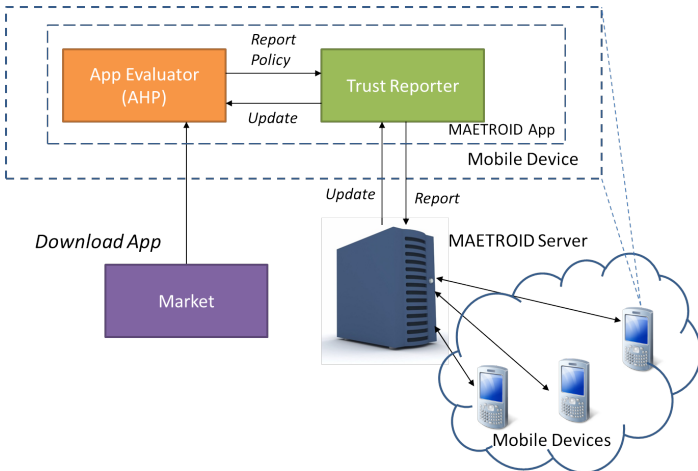 Report
Policy
App Evaluator
(AHP)
Trust Reporter
Update
MAETROID App
Mobile Device
Update
Report
Download App
MAETROID Server
Market
Mobile Devices